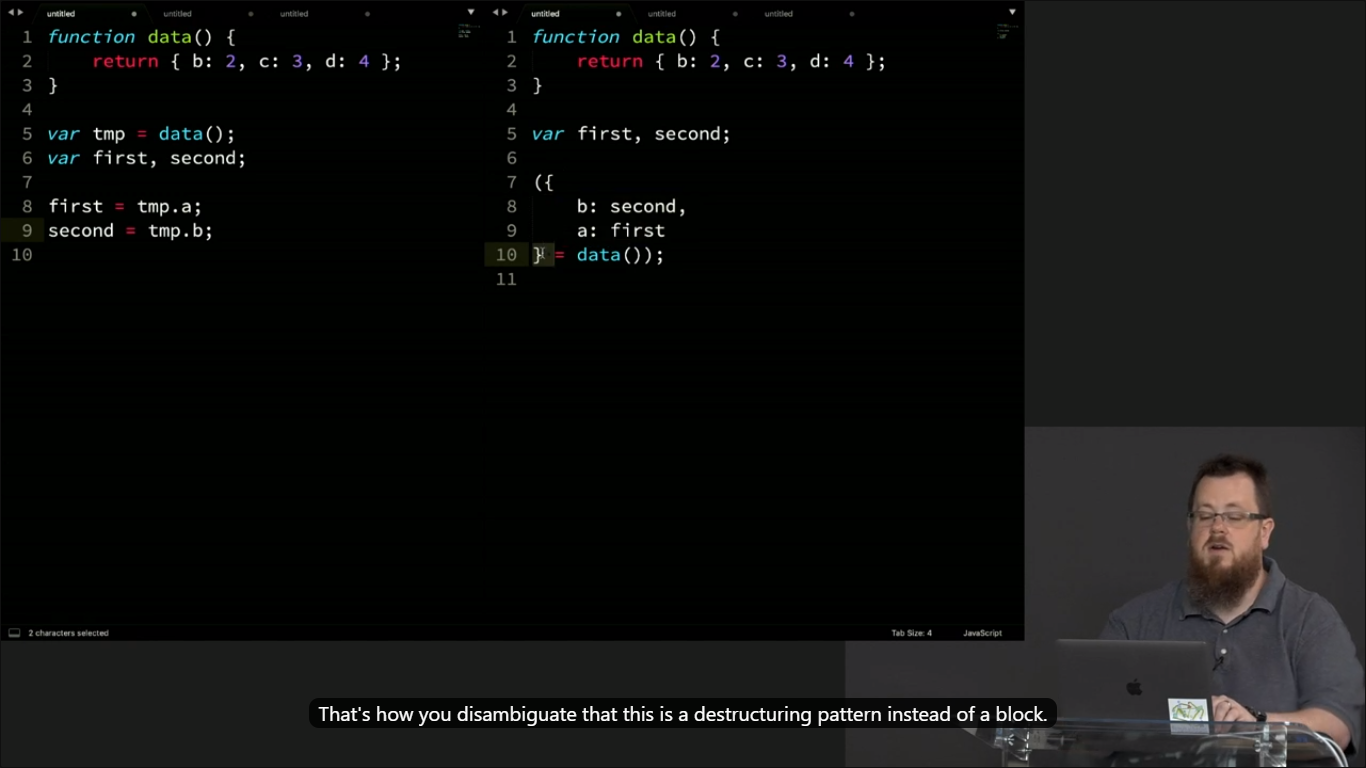 untitled
untitled
untitled
1 function data() {
2 return { b: 2, c: 3, d: 4 };
3 }
4
5 var tmp = data();
6 var first, second;
7
8 first = tmp.a;
9 second = tmp.b;
10
untitled
untitled
untitled
1 function data() {
2 return { b: 2, c: 3, d: 4 };
3 }
4
5 var first, second;
6
7 ({
8 b: second,
9 a: first
10 } = data());
11
2 characters selected
Tab Size: 4
JavaScript
That's how you disambiguate that this is a destructuring pattern instead of a block.